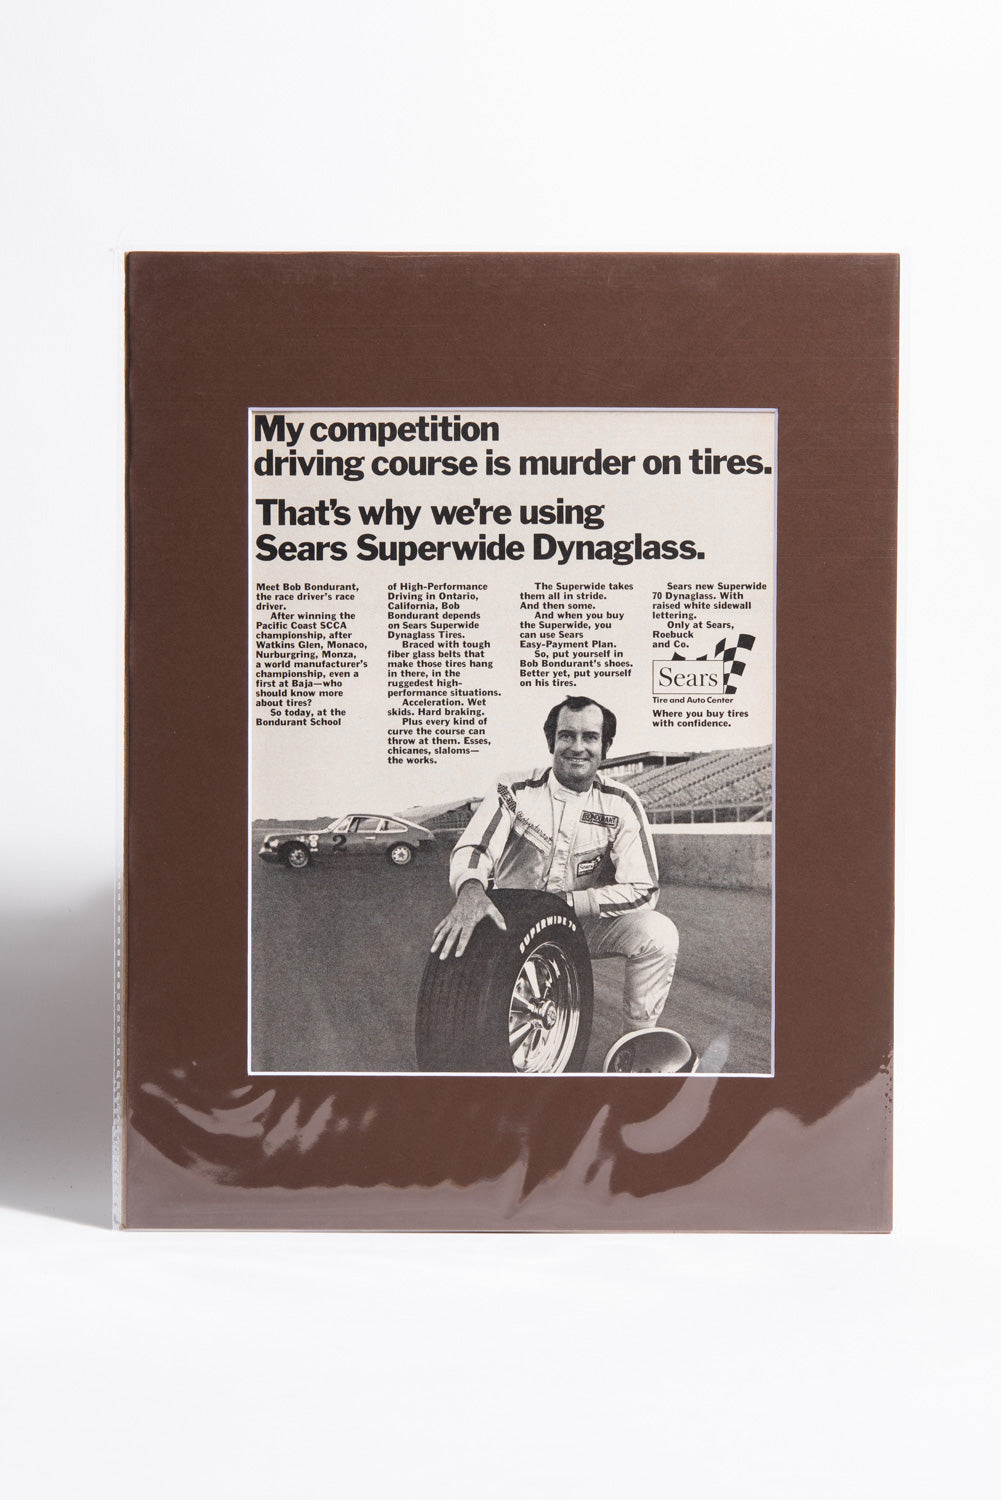 My competition
driving course is murder on tires.
That's why we're using
Sears Superwide Dynaglass.
Meet Bob Bondurant,
the race driver's race
driver.
After winning the
Pacific Coast SCCA
championship, after
Watkins Glen, Monaco,
Nurburgring, Monza,
a world manufacturer's
championship, even a
first at Baja—who
should know more
about tires?
So today, at the
Bondurant School
of High-Performance
Driving in Ontario,
California, Bob
Bondurant depends
on Sears Superwide
Dynaglass Tires.
Braced with tough
fiber glass belts that
make those tires hang
in there, in the
ruggedest high-
performance situations.
Acceleration. Wet
skids. Hard braking.
Plus every kind of
curve the course can
throw at them. Esses,
chicanes, slaloms—
the works.
The Superwide takes
them all in stride.
And then some.
And when you buy
the Superwide, you
can use Sears
Easy-Payment Plan.
So, put yourself in
Bob Bondurant's shoes.
Better yet, put yourself
on his tires.
Sears new Superwide
70 Dynaglass. With
raised white sidewall
lettering.
Only at Sears,
Roebuck
and Co.
Sears
Tire and Auto Center
Where you buy tires
with confidence.
2
BONDURANT
Sears
SUPERWIDE 70